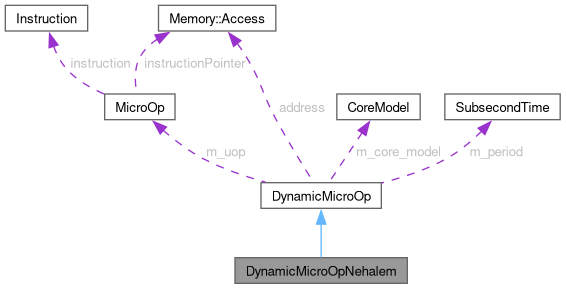 Instruction
Memory::Access
instruction
instructionPointer
MicroOp
address
CoreModel
SubsecondTime
m_uop
m_core_model
m_period
DynamicMicroOp
DynamicMicroOpNehalem